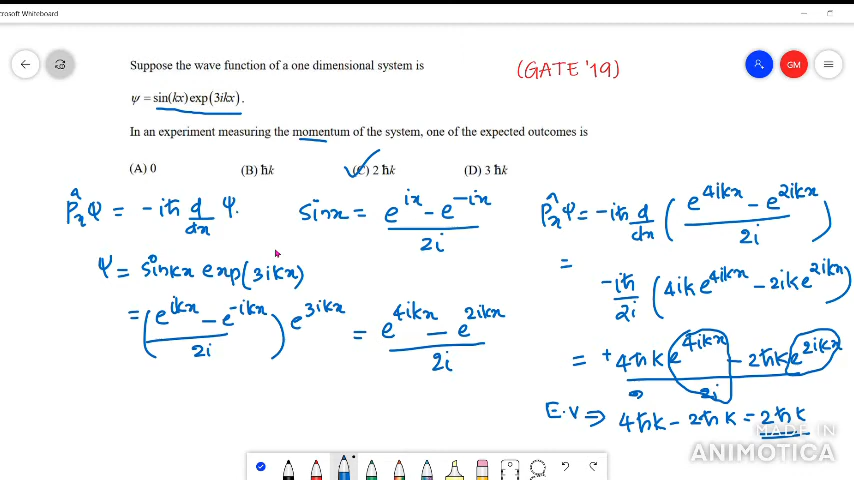 Microsoft Whiteboard
GM
Suppose the wave function of a one dimensional system is
(GATE '19)
ψ = sin(kx)exp(3ikx).
In an experiment measuring the momentum of the system, one of the expected outcomes is
(A) 0 (B) ħk (C) 2 ħk (D) 3 ħk
P̂ₓψ = -iħ d/dx ψ.
sinx = (e^{ix} - e^{-ix})/2i
ψ = sinkx exp(3ikx)
= ((e^{ikx} - e^{-ikx})/2i) e^{3ikx} = (e^{4ikx} - e^{2ikx})/2i
P̂ₓψ = -iħ d/dx ((e^{4ikx} - e^{2ikx})/2i)
= -iħ/2i (4ik e^{4ikx} - 2ik e^{2ikx})
= +4ħk e^{4ikx} - 2ħk e^{2ikx} / 2i
E.V ⇒ 4ħk - 2ħk = 2ħk
MADE IN
ANIMOTICA